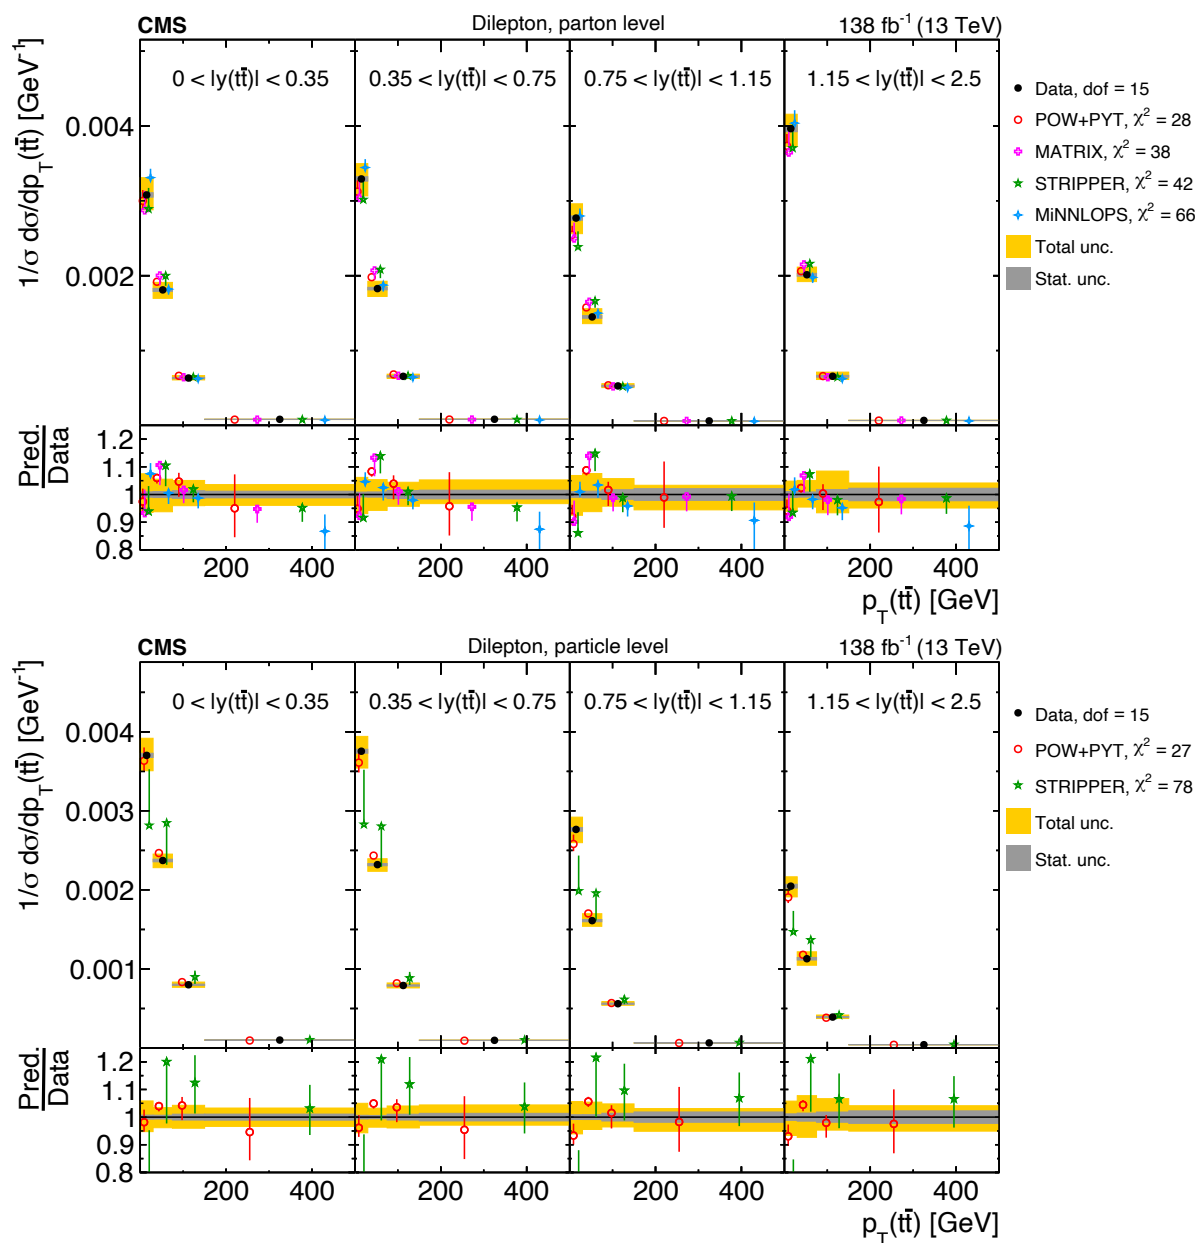 CMS Dilepton, parton level 138 fb⁻¹ (13 TeV)
1/σ dσ/dp_T(tt̄) [GeV⁻¹]
0 < |y(tt̄)| < 0.35 0.35 < |y(tt̄)| < 0.75 0.75 < |y(tt̄)| < 1.15 1.15 < |y(tt̄)| < 2.5
0.004
0.002
Data, dof = 15
POW+PYT, χ² = 28
MATRIX, χ² = 38
STRIPPER, χ² = 42
MiNNLOPS, χ² = 66
Total unc.
Stat. unc.
Pred.
Data
1.2
1.1
1
0.9
0.8
200 400 200 400 200 400 200 400
p_T(tt̄) [GeV]
CMS Dilepton, particle level 138 fb⁻¹ (13 TeV)
1/σ dσ/dp_T(tt̄) [GeV⁻¹]
0 < |y(tt̄)| < 0.35 0.35 < |y(tt̄)| < 0.75 0.75 < |y(tt̄)| < 1.15 1.15 < |y(tt̄)| < 2.5
0.004
0.003
0.002
0.001
Data, dof = 15
POW+PYT, χ² = 27
STRIPPER, χ² = 78
Total unc.
Stat. unc.
Pred.
Data
1.2
1.1
1
0.9
0.8
200 400 200 400 200 400 200 400
p_T(tt̄) [GeV]